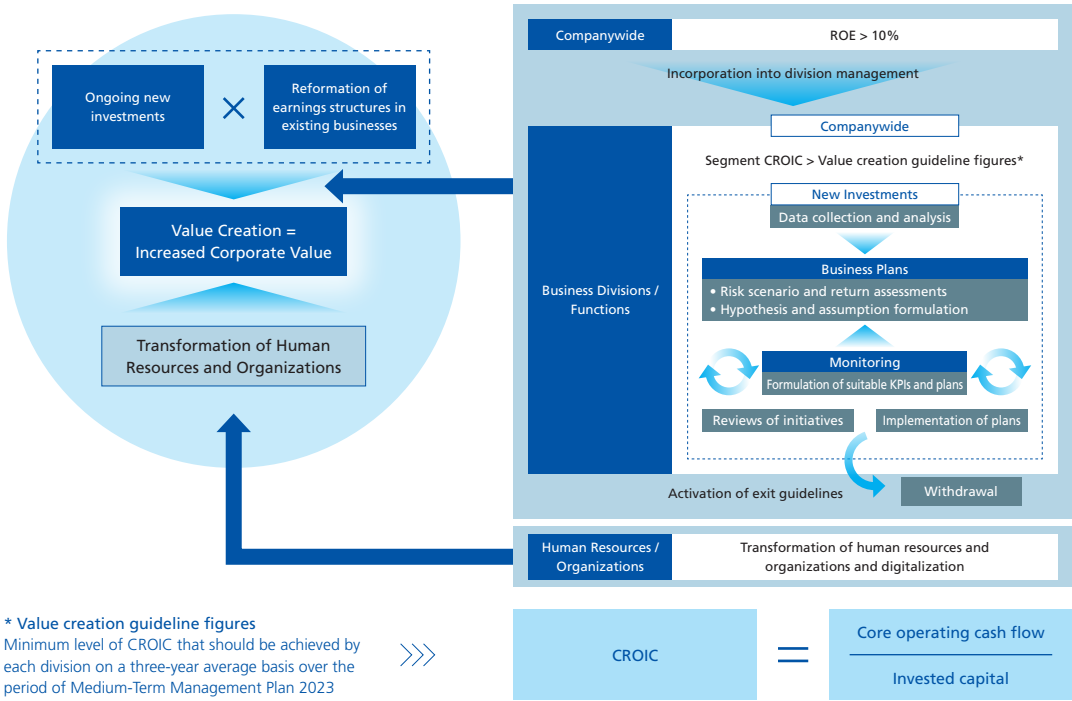 Ongoing new
investments
×
Reformation of
earnings structures in
existing businesses
Value Creation =
Increased Corporate Value
Transformation of Human
Resources and Organizations
Companywide
ROE > 10%
Incorporation into division management
Business Divisions /
Functions
Companywide
Segment CROIC > Value creation guideline figures*
New Investments
Data collection and analysis
Business Plans
• Risk scenario and return assessments
• Hypothesis and assumption formulation
Monitoring
Formulation of suitable KPIs and plans
Reviews of initiatives
Implementation of plans
Activation of exit guidelines
Withdrawal
Human Resources /
Organizations
Transformation of human resources and
organizations and digitalization
* Value creation guideline figures
Minimum level of CROIC that should be achieved by
each division on a three-year average basis over the
period of Medium-Term Management Plan 2023
CROIC
=
Core operating cash flow
Invested capital